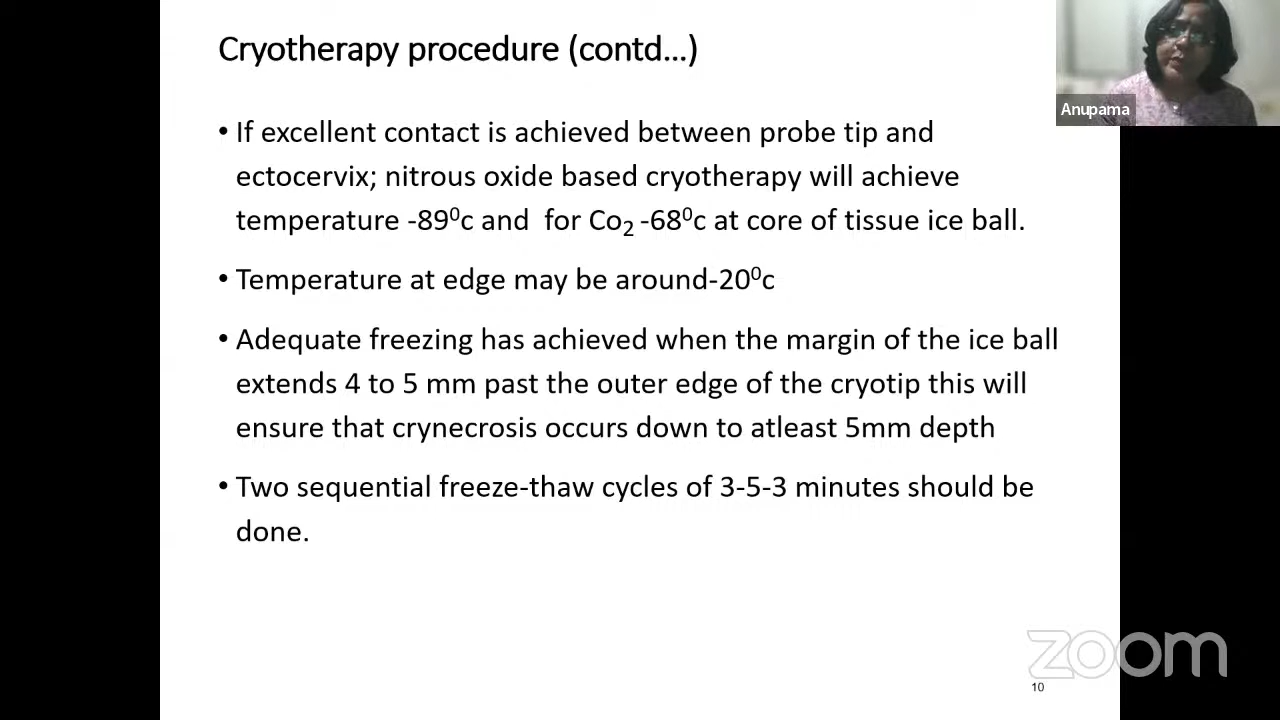 Cryotherapy procedure (contd...)
Anupama
• If excellent contact is achieved between probe tip and
ectocervix; nitrous oxide based cryotherapy will achieve
temperature -89⁰c and for Co₂ -68⁰c at core of tissue ice ball.
• Temperature at edge may be around-20⁰c
• Adequate freezing has achieved when the margin of the ice ball
extends 4 to 5 mm past the outer edge of the cryotip this will
ensure that crynecrosis occurs down to atleast 5mm depth
• Two sequential freeze-thaw cycles of 3-5-3 minutes should be
done.
zoom
10